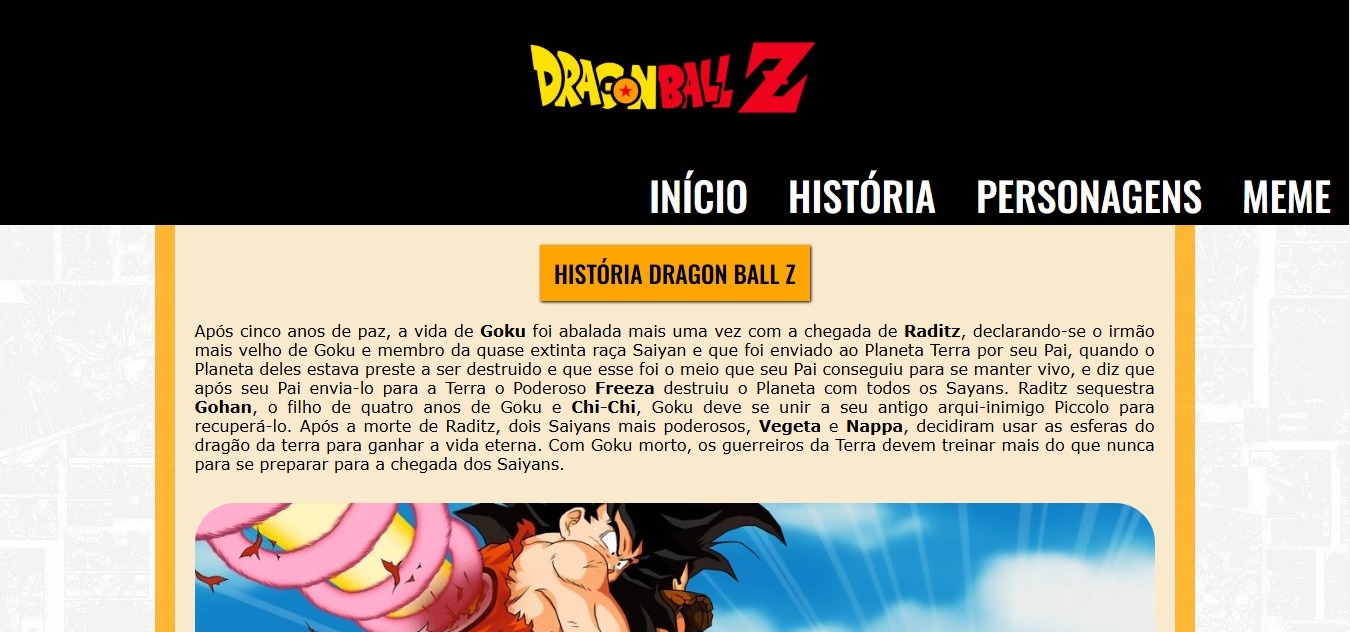 DRAGON BALL Z
INÍCIO HISTÓRIA PERSONAGENS MEME
HISTÓRIA DRAGON BALL Z
Após cinco anos de paz, a vida de Goku foi abalada mais uma vez com a chegada de Raditz, declarando-se o irmão
mais velho de Goku e membro da quase extinta raça Saiyan e que foi enviado ao Planeta Terra por seu Pai, quando o
Planeta deles estava preste a ser destruido e que esse foi o meio que seu Pai conseguiu para se manter vivo, e diz que
após seu Pai envia-lo para a Terra o Poderoso Freeza destruiu o Planeta com todos os Sayans. Raditz sequestra
Gohan, o filho de quatro anos de Goku e Chi-Chi, Goku deve se unir a seu antigo arqui-inimigo Piccolo para
recuperá-lo. Após a morte de Raditz, dois Saiyans mais poderosos, Vegeta e Nappa, decidiram usar as esferas do
dragão da terra para ganhar a vida eterna. Com Goku morto, os guerreiros da Terra devem treinar mais do que nunca
para se preparar para a chegada dos Saiyans.